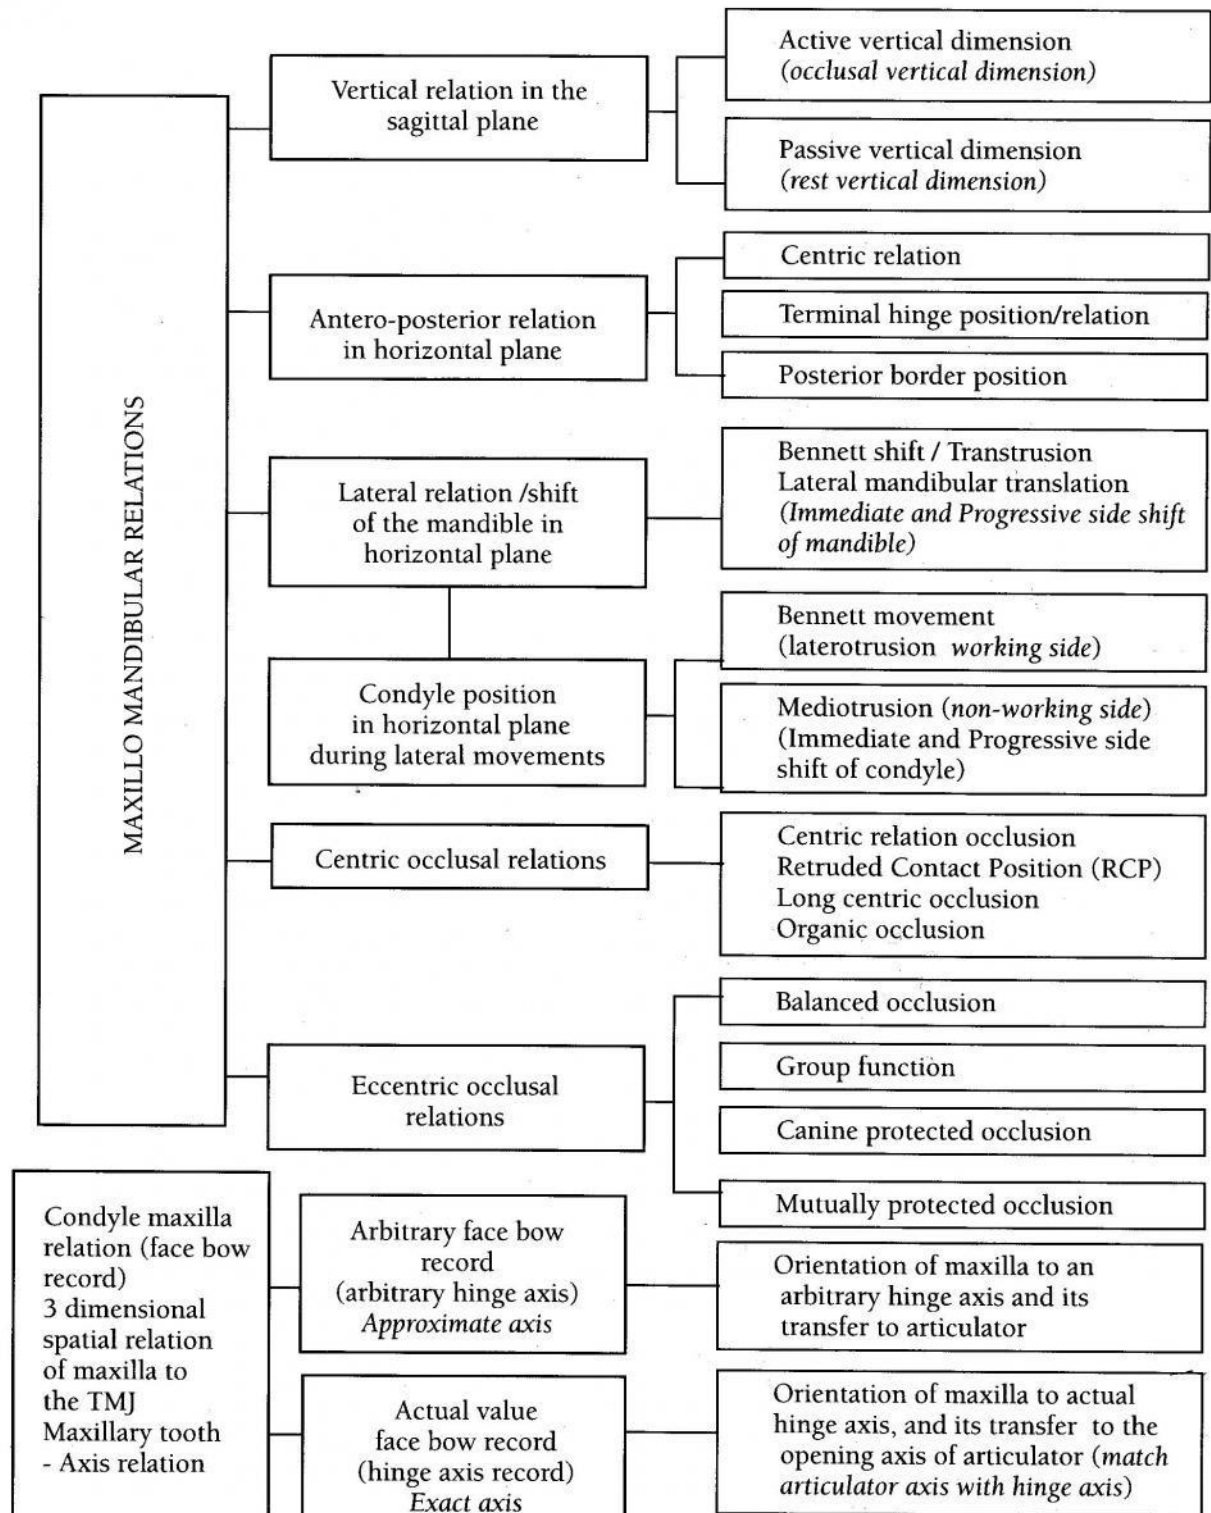 MAXILLO MANDIBULAR RELATIONS
Vertical relation in the
sagittal plane
Active vertical dimension
(occlusal vertical dimension)
Passive vertical dimension
(rest vertical dimension)
Antero-posterior relation
in horizontal plane
Centric relation
Terminal hinge position/relation
Posterior border position
Lateral relation /shift
of the mandible in
horizontal plane
Bennett shift / Transtrusion
Lateral mandibular translation
(Immediate and Progressive side shift
of mandible)
Condyle position
in horizontal plane
during lateral movements
Bennett movement
(laterotrusion working side)
Mediotrusion (non-working side)
(Immediate and Progressive side
shift of condyle)
Centric occlusal relations
Centric relation occlusion
Retruded Contact Position (RCP)
Long centric occlusion
Organic occlusion
Eccentric occlusal
relations
Balanced occlusion
Group function
Canine protected occlusion
Mutually protected occlusion
Condyle maxilla
relation (face bow
record)
3 dimensional
spatial relation
of maxilla to
the TMJ
Maxillary tooth
- Axis relation
Arbitrary face bow
record
(arbitrary hinge axis)
Approximate axis
Orientation of maxilla to an
arbitrary hinge axis and its
transfer to articulator
Actual value
face bow record
(hinge axis record)
Exact axis
Orientation of maxilla to actual
hinge axis, and its transfer to the
opening axis of articulator (match
articulator axis with hinge axis)